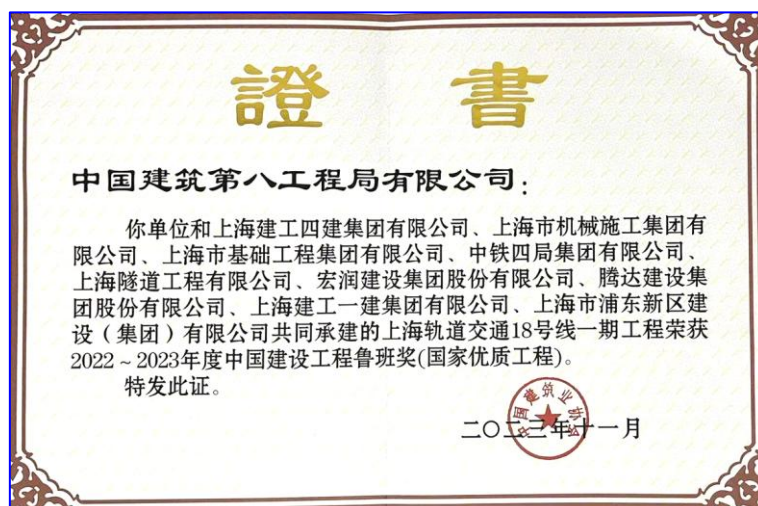 證書
中国建筑第八工程局有限公司：
你单位和上海建工四建集团有限公司、上海市机械施工集团有
限公司、上海市基础工程集团有限公司、中铁四局集团有限公司、
上海隧道工程有限公司、宏润建设集团股份有限公司、腾达建设集
团股份有限公司、上海建工一建集团有限公司、上海市浦东新区建
设（集团）有限公司共同承建的上海轨道交通18号线一期工程荣获
2022～2023年度中国建设工程鲁班奖(国家优质工程)。
特发此证。
中国建筑业协会
二〇二三年十一月